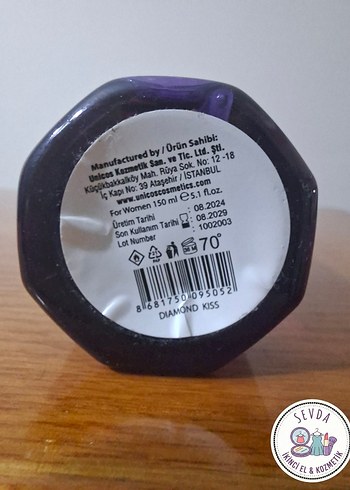 Manufactured by / Ürün Sahibi:
Unicos Kozmetik San. ve Tic. Ltd. Şti.
Küçükbakkalköy Mah. Rüya Sok. No: 12 -18
İç Kapı No: 39 Ataşehir / İSTANBUL
www.unicoscosmetics.com
For Women 150 ml ℮ 5.1 fl.oz.
Üretim Tarihi : 08.2024
Son Kullanım Tarihi : 08.2029
Lot Number : 1002003
70°
8 681750 095052
DIAMOND KISS
SEVDA
İKİNCİ EL & KOZMETİK